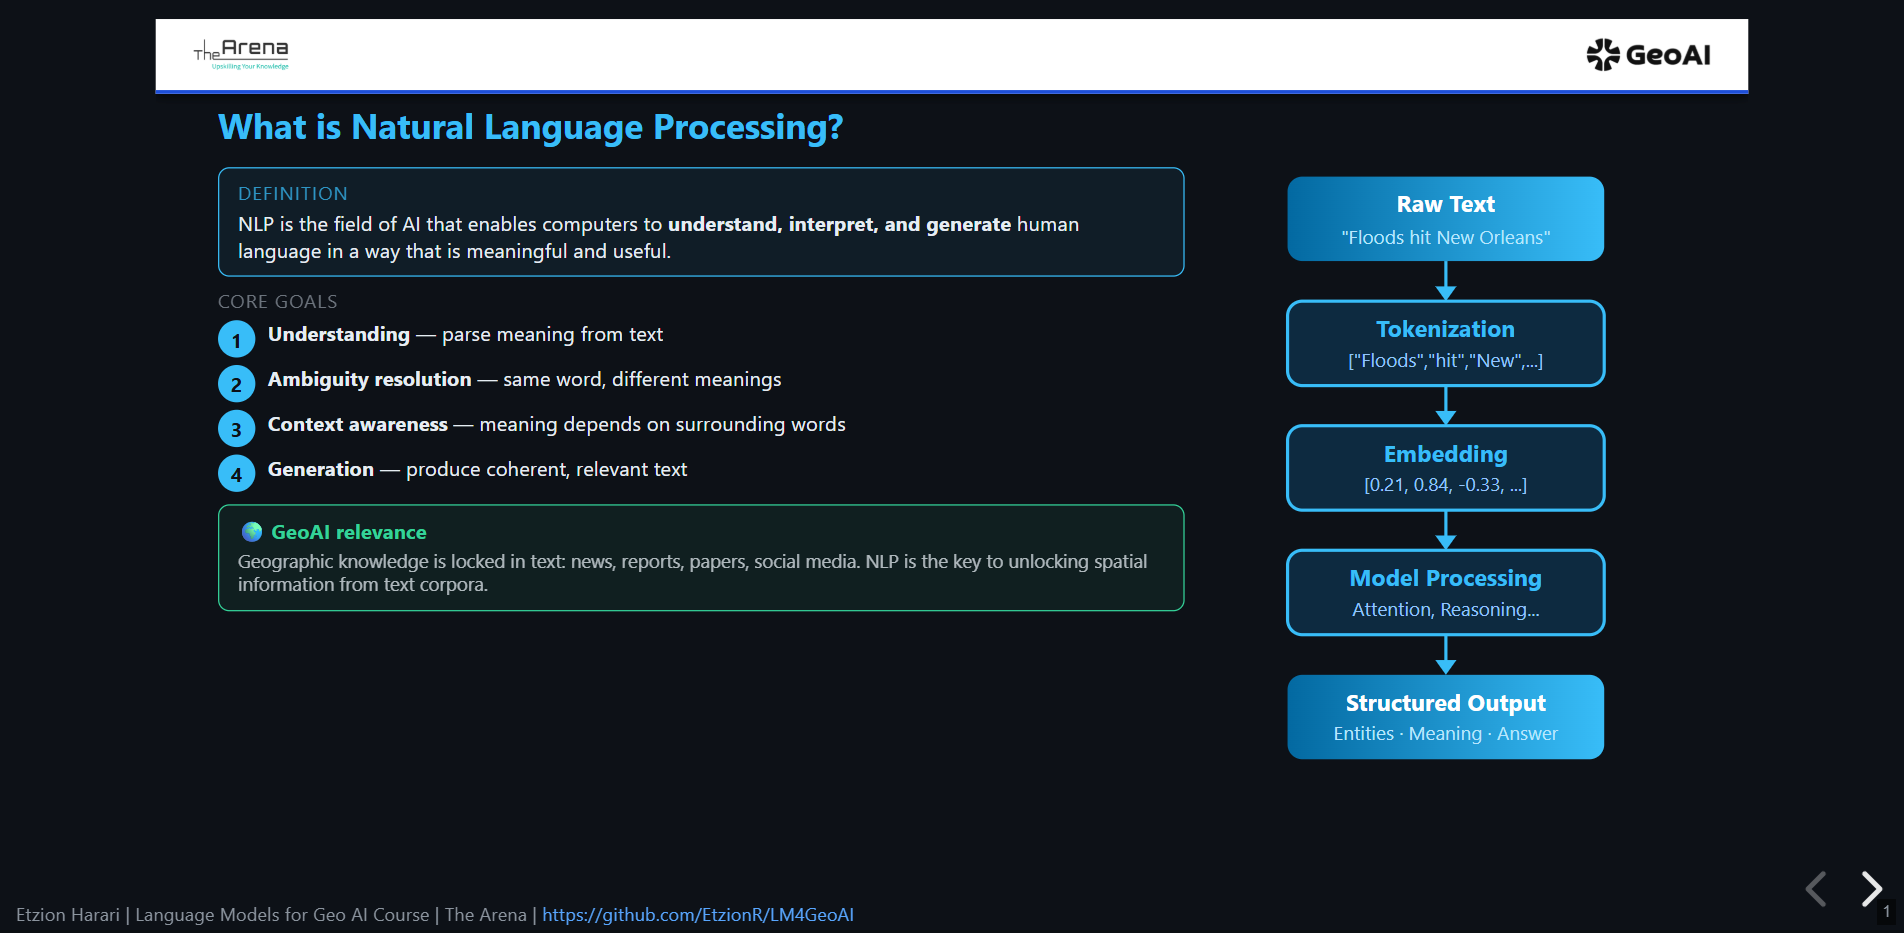 The Arena
Upskilling Your Knowledge
GeoAI
What is Natural Language Processing?
DEFINITION
NLP is the field of AI that enables computers to understand, interpret, and generate human
language in a way that is meaningful and useful.
CORE GOALS
1 Understanding — parse meaning from text
2 Ambiguity resolution — same word, different meanings
3 Context awareness — meaning depends on surrounding words
4 Generation — produce coherent, relevant text
GeoAI relevance
Geographic knowledge is locked in text: news, reports, papers, social media. NLP is the key to unlocking spatial
information from text corpora.
Raw Text
"Floods hit New Orleans"
Tokenization
["Floods","hit","New",...]
Embedding
[0.21, 0.84, -0.33, ...]
Model Processing
Attention, Reasoning...
Structured Output
Entities · Meaning · Answer
Etzion Harari | Language Models for Geo AI Course | The Arena | https://github.com/EtzionR/LM4GeoAI
1